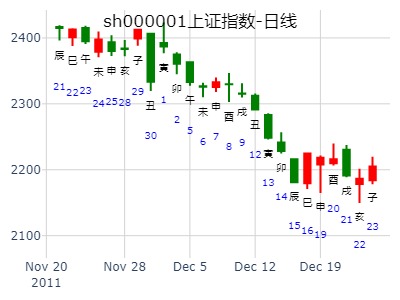 sh000001上证指数-日线
2400
2300
2200
2100
辰 巳 午 未 申 亥 子 丑 寅 卯 午 未 申 酉 戌 丑 寅 卯 辰 巳 申 酉 戌 亥 子
21 22 23 24 25 28 29 30 1 2 5 6 7 8 9 12 13 14 15 16 19 20 21 22 23
Nov 20 Nov 28 Dec 5 Dec 12 Dec 19
2011